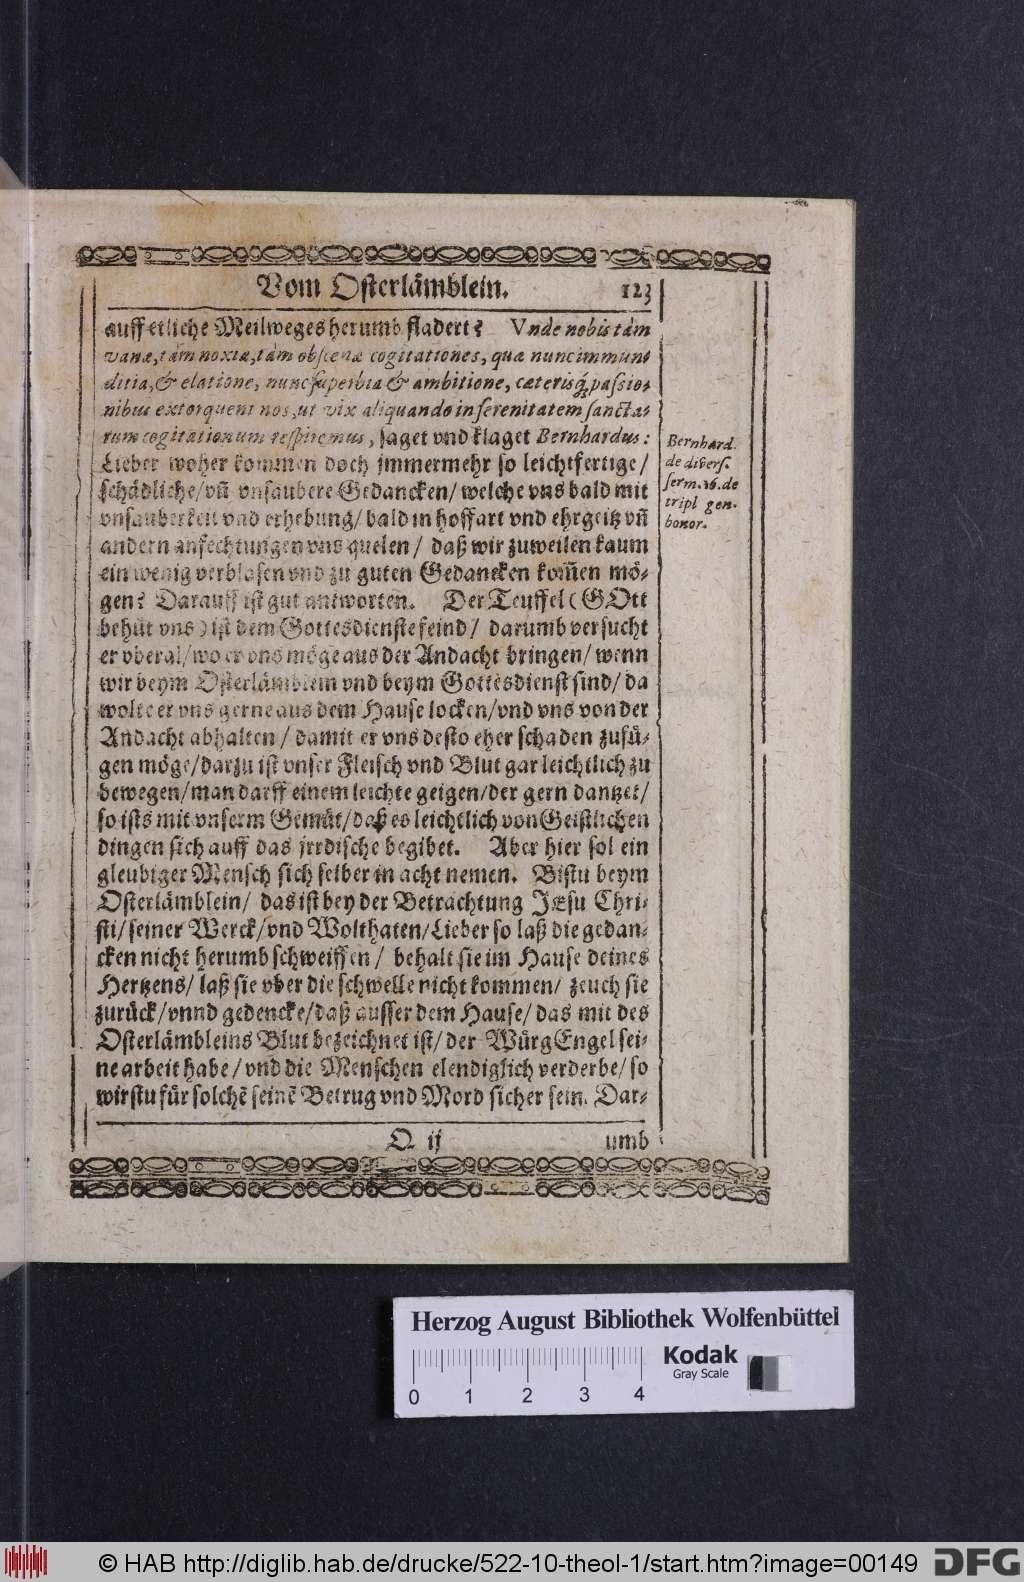 Vom Osterlämblein. 123
auff etliche Meilweges herumb fladert? Vnde nobis tàm
vanæ, tàm noxiæ, tàm obscenæ cogitationes, quæ nunc immun-
ditia, & elatione, nunc superbia & ambitione, cæterisq́; passio-
nibus extorquent nos, ut vix aliquando in serenitatem sancta-
rum cogitationum respiremus, saget vnd klaget Bernhardus:
Lieber woher kommen doch jmmermehr so leichtfertige/
schädliche/ vñ vnsaubere Gedancken/ welche vns bald mit
vnsauberkeit vnd erhebung/ bald in hoffart vnd ehrgeitz vñ
andern anfechtungen vns quelen/ daß wir zuweilen kaum
ein wenig verblasen vnd zu guten Gedancken kom̃en mö-
gen? Darauff ist gut antworten. Der Teuffel (GOtt
behüt vns) ist dem Gottesdienste feind/ darumb versucht
er vberal/ wo er vns möge aus der Andacht bringen/ wenn
wir beym Osterlämblein vnd beym Gottesdienst sind/ da
wolte er vns gerne aus dem Hause locken/ vnd vns von der
Andacht abhalten/ damit er vns desto eher schaden zufü-
gen möge/ darzu ist vnser Fleisch vnd Blut gar leichtlich zu
bewegen/ man darff einem leichte geigen/ der gern dantzet/
so ists mit vnserm Gemüt/ daß es leichtlich von Geistlichen
dingen sich auff das jrrdische begibet. Aber hier sol ein
gleubiger Mensch sich selber in acht nemen. Bistu beym
Osterlämblein/ das ist bey der Betrachtung JEsu Chri-
sti/ seiner Werck/ vnd Wolthaten/ Lieber so laß die gedan-
cken nicht herumb schweiffen/ behalt sie im Hause deines
Hertzens/ laß sie vber die schwelle nicht kommen/ zeuch sie
zurück/ vnnd gedencke/ daß ausser dem Hause/ das mit des
Osterlämbleins Blut bezeichnet ist/ der WürgEngel sei-
ne arbeit habe/ vnd die Menschen elendiglich verderbe/ so
wirstu für solchẽ seinẽ Betrug vnd Mord sicher sein. Dar-
Q ij umb
Bernhard.
de divers.
serm. 16. de
tripl gen.
bonor.
Herzog August Bibliothek Wolfenbüttel
Kodak
Gray Scale
0 1 2 3 4
© HAB http://diglib.hab.de/drucke/522-10-theol-1/start.htm?image=00149
DFG